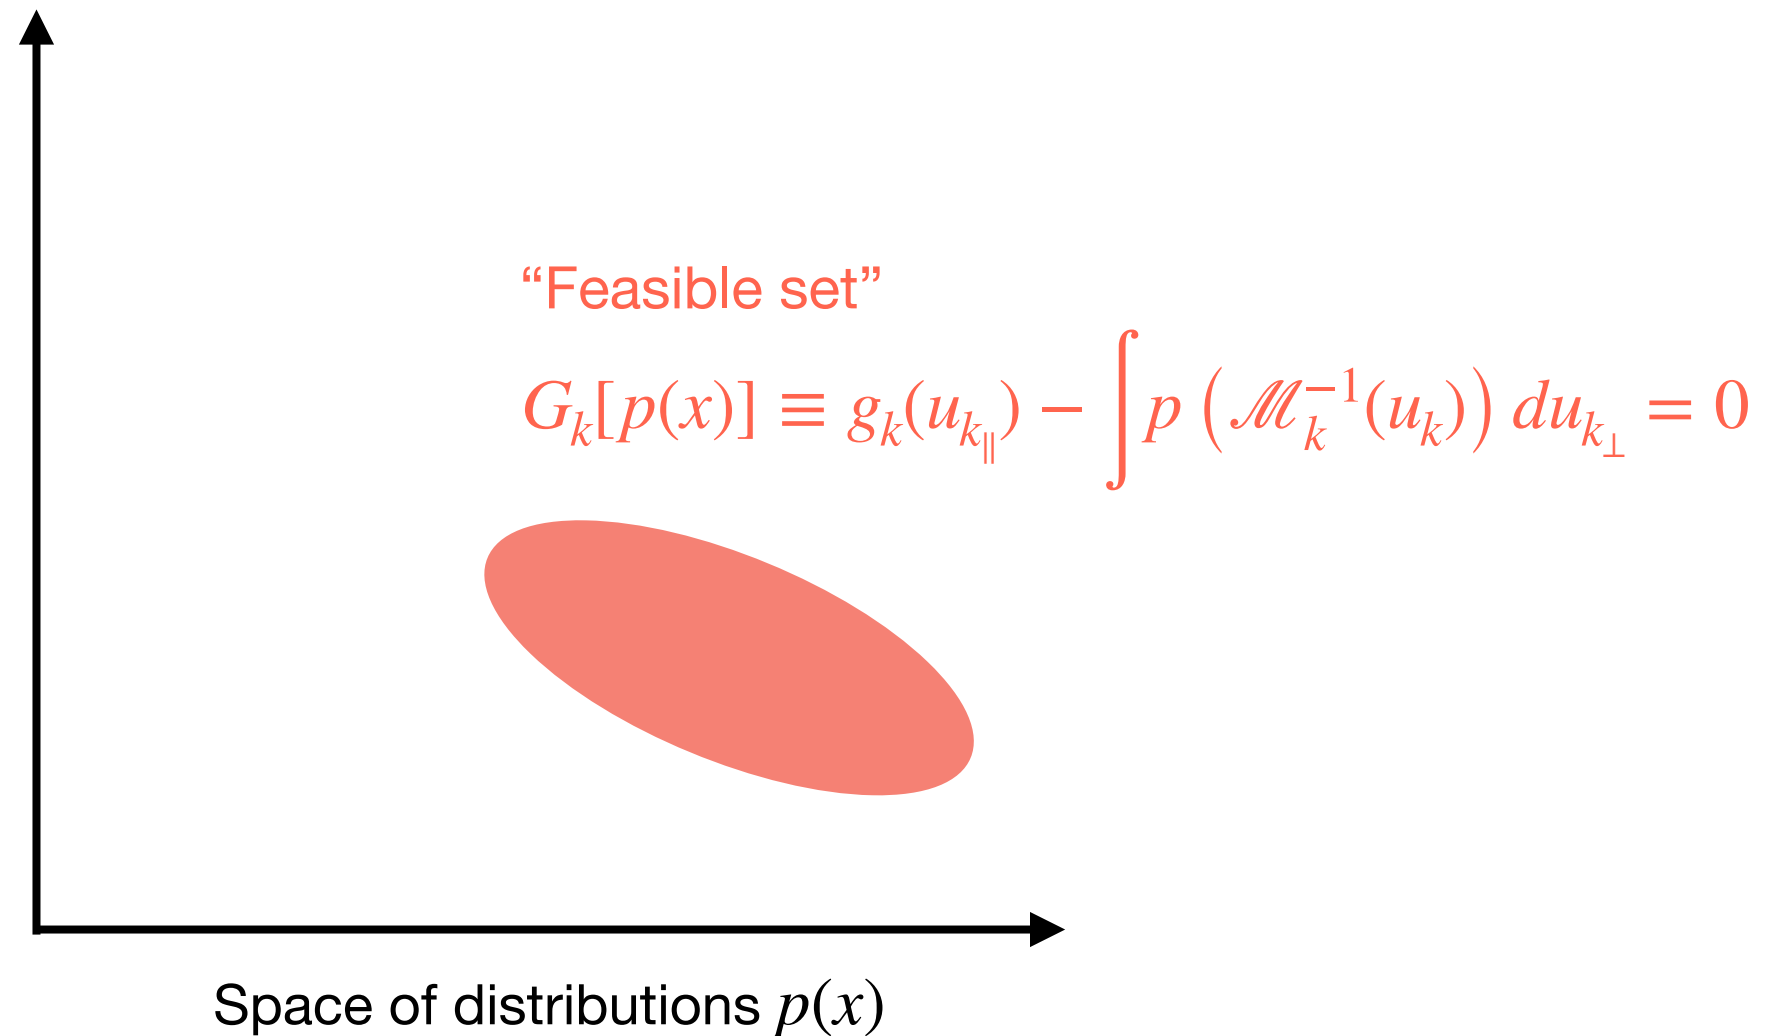 “Feasible set”
G_k[p(x)] ≡ g_k(u_{k_∥}) − ∫ p (ℳ_k^{−1}(u_k)) du_{k_⊥} = 0
Space of distributions p(x)